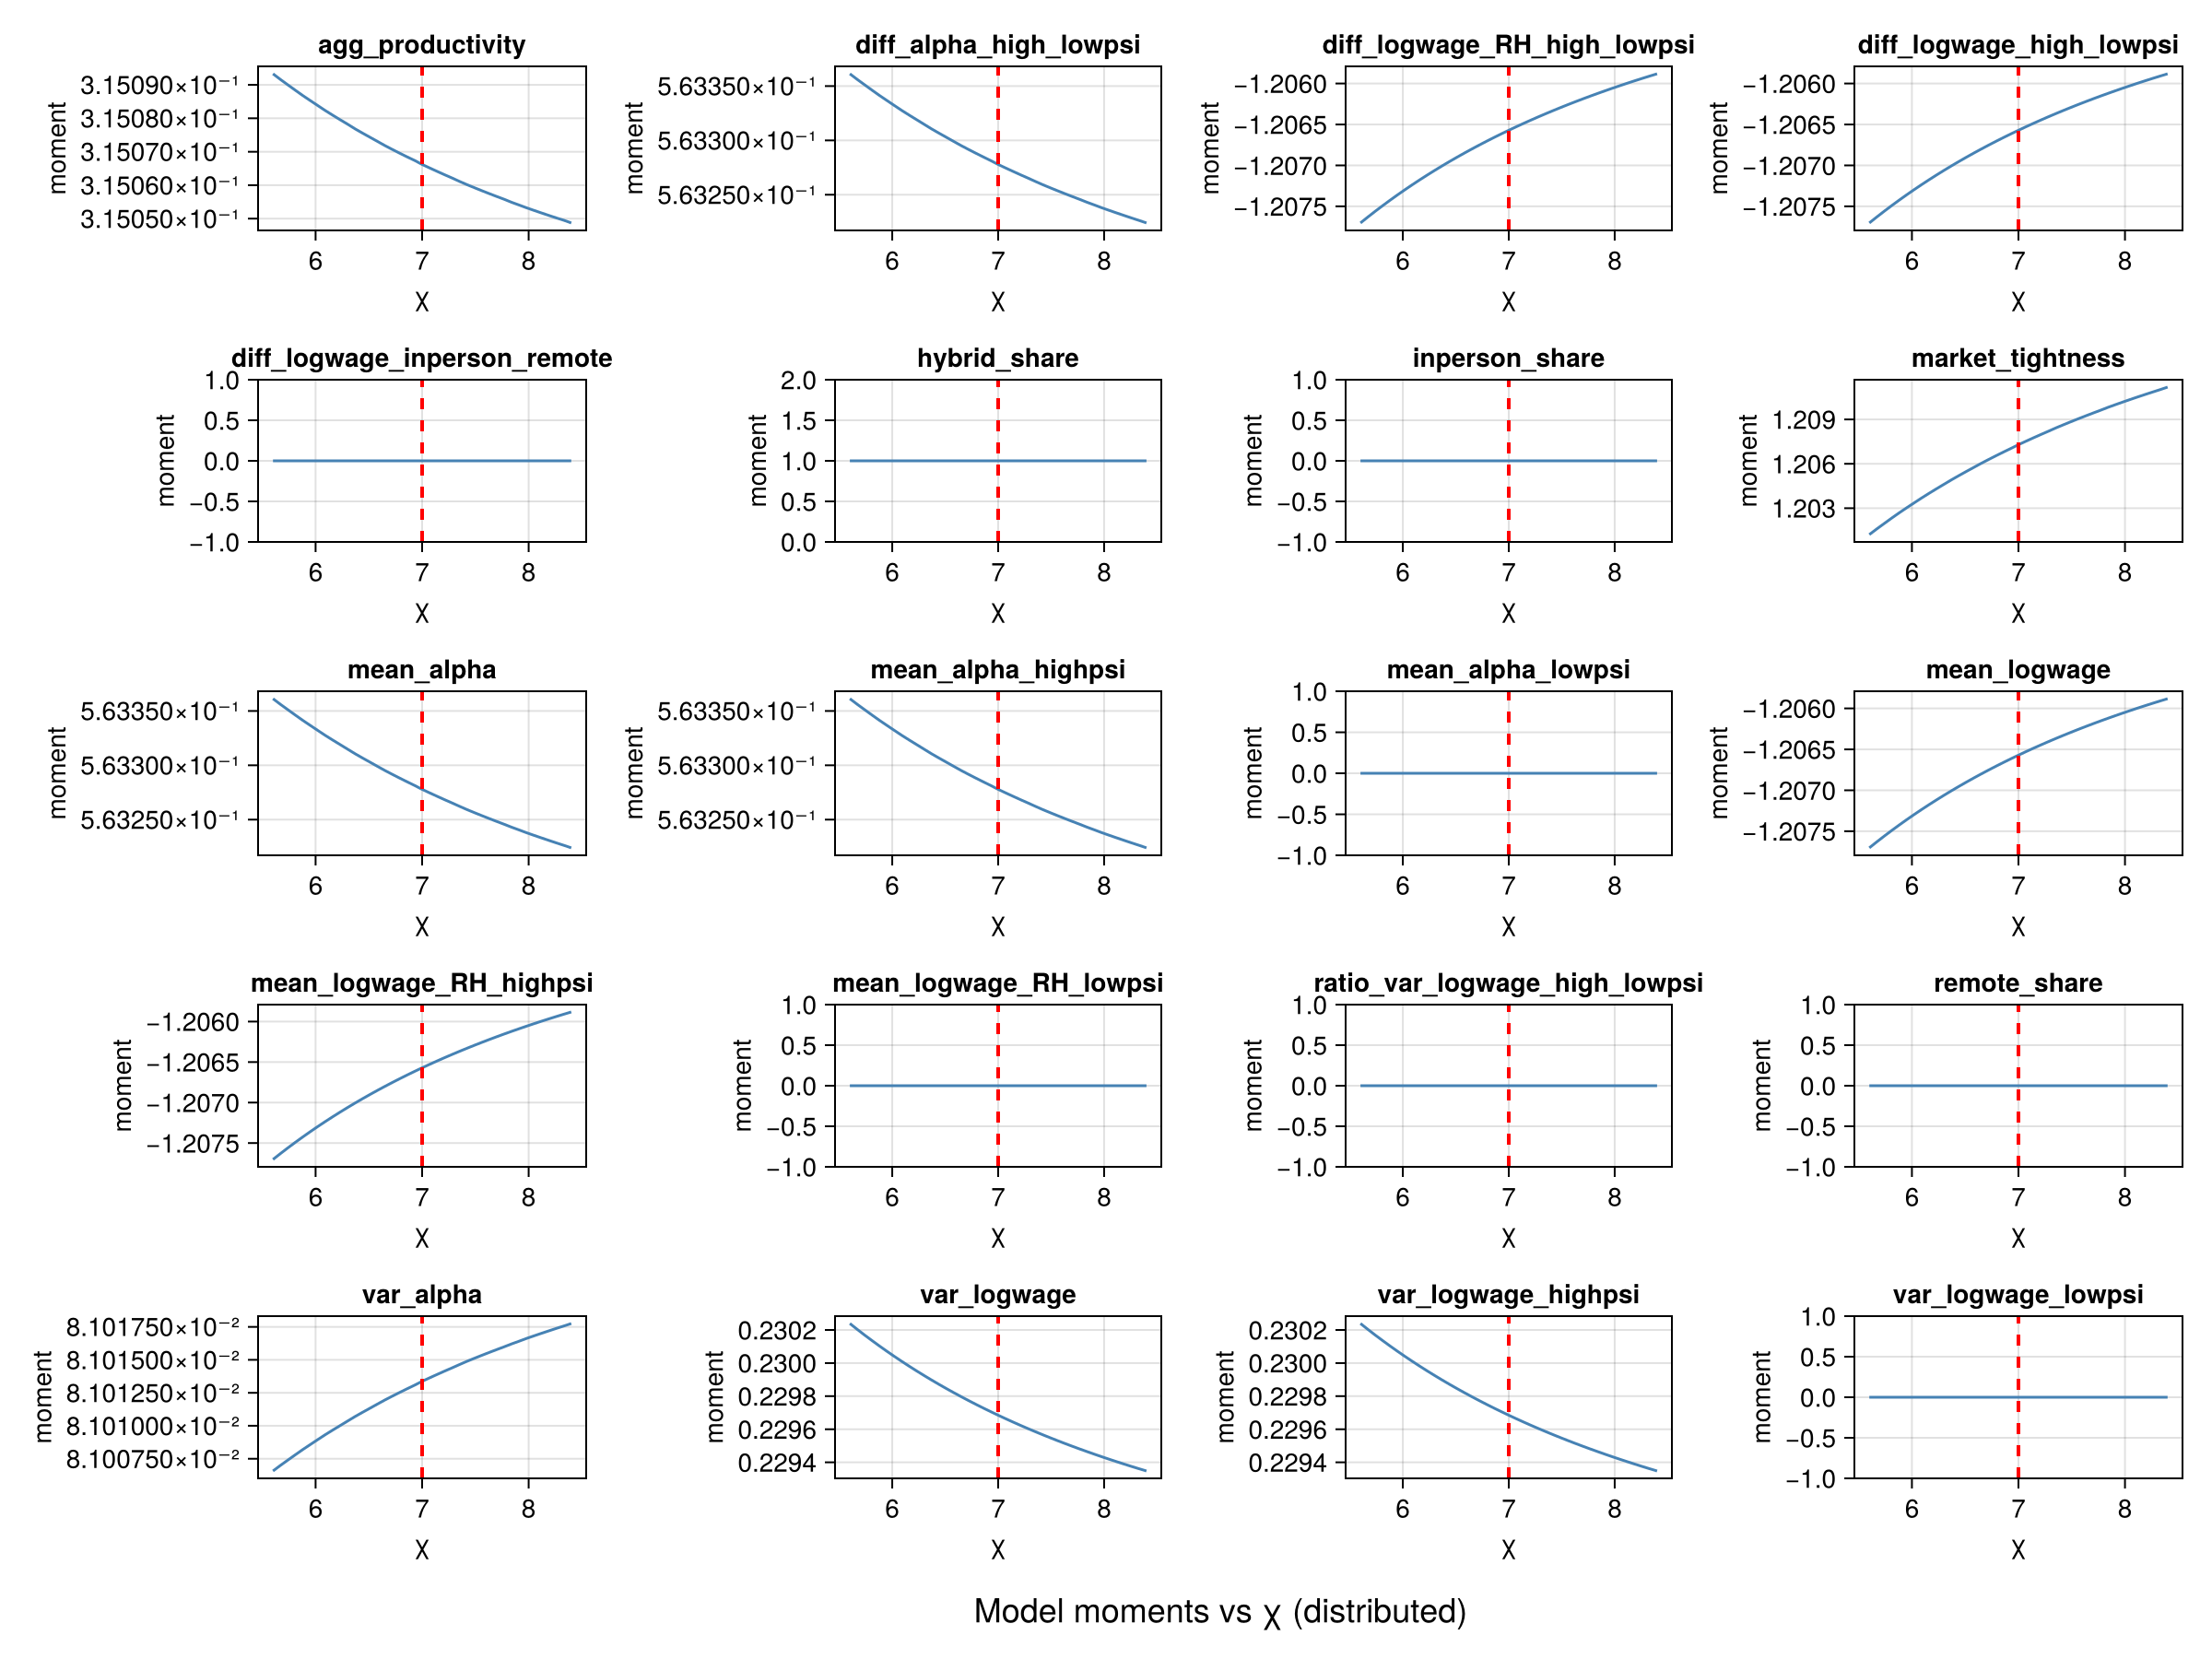 agg_productivity
diff_alpha_high_lowpsi
diff_logwage_RH_high_lowpsi
diff_logwage_high_lowpsi
moment
3.15090×10⁻¹
3.15080×10⁻¹
3.15070×10⁻¹
3.15060×10⁻¹
3.15050×10⁻¹
6 7 8
χ
moment
5.63350×10⁻¹
5.63300×10⁻¹
5.63250×10⁻¹
6 7 8
χ
moment
−1.2060
−1.2065
−1.2070
−1.2075
6 7 8
χ
moment
−1.2060
−1.2065
−1.2070
−1.2075
6 7 8
χ
diff_logwage_inperson_remote
hybrid_share
inperson_share
market_tightness
moment
1.0
0.5
0.0
−0.5
−1.0
6 7 8
χ
moment
2.0
1.5
1.0
0.5
0.0
6 7 8
χ
moment
1.0
0.5
0.0
−0.5
−1.0
6 7 8
χ
moment
1.209
1.206
1.203
6 7 8
χ
mean_alpha
mean_alpha_highpsi
mean_alpha_lowpsi
mean_logwage
moment
5.63350×10⁻¹
5.63300×10⁻¹
5.63250×10⁻¹
6 7 8
χ
moment
5.63350×10⁻¹
5.63300×10⁻¹
5.63250×10⁻¹
6 7 8
χ
moment
1.0
0.5
0.0
−0.5
−1.0
6 7 8
χ
moment
−1.2060
−1.2065
−1.2070
−1.2075
6 7 8
χ
mean_logwage_RH_highpsi
mean_logwage_RH_lowpsi
ratio_var_logwage_high_lowpsi
remote_share
moment
−1.2060
−1.2065
−1.2070
−1.2075
6 7 8
χ
moment
1.0
0.5
0.0
−0.5
−1.0
6 7 8
χ
moment
1.0
0.5
0.0
−0.5
−1.0
6 7 8
χ
moment
1.0
0.5
0.0
−0.5
−1.0
6 7 8
χ
var_alpha
var_logwage
var_logwage_highpsi
var_logwage_lowpsi
moment
8.101750×10⁻²
8.101500×10⁻²
8.101250×10⁻²
8.101000×10⁻²
8.100750×10⁻²
6 7 8
χ
moment
0.2302
0.2300
0.2298
0.2296
0.2294
6 7 8
χ
moment
0.2302
0.2300
0.2298
0.2296
0.2294
6 7 8
χ
moment
1.0
0.5
0.0
−0.5
−1.0
6 7 8
χ
Model moments vs χ (distributed)